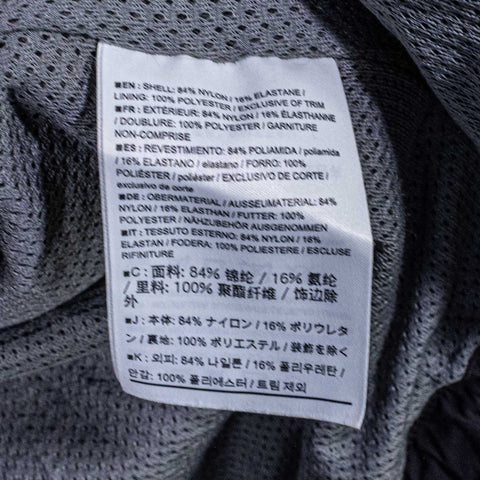 ■EN : SHELL: 84% NYLON / 16% ELASTANE /
LINING: 100% POLYESTER / EXCLUSIVE OF TRIM
■FR : EXTÉRIEUR: 84% NYLON / 16% ÉLASTHANNE
/ DOUBLURE: 100% POLYESTER / GARNITURE
NON-COMPRISE
■ES : REVESTIMIENTO: 84% POLIAMIDA / poliamida
/ 16% ELASTANO / elastano / FORRO: 100%
POLIÉSTER / poliéster / EXCLUSIVO DE CORTE /
exclusivo de corte
■DE : OBERMATERIAL / AUSSEUMATERIAL: 84%
NYLON / 16% ELASTHAN / FUTTER: 100%
POLYESTER / NÄHZUBEHÖR AUSGENOMMEN
■IT : TESSUTO ESTERNO: 84% NYLON / 16%
ELASTAN / FODERA: 100% POLIESTERE / ESCLUSE
RIFINITURE
■C : 面料: 84% 锦纶 / 16% 氨纶
/ 里料: 100% 聚酯纤维 / 饰边除
外
■J : 本体: 84% ナイロン / 16% ポリウレタ
ン / 裏地: 100% ポリエステル / 装飾を除く
■K : 외피: 84% 나일론 / 16% 폴리우레탄 /
안감: 100% 폴리에스터 / 트림 제외